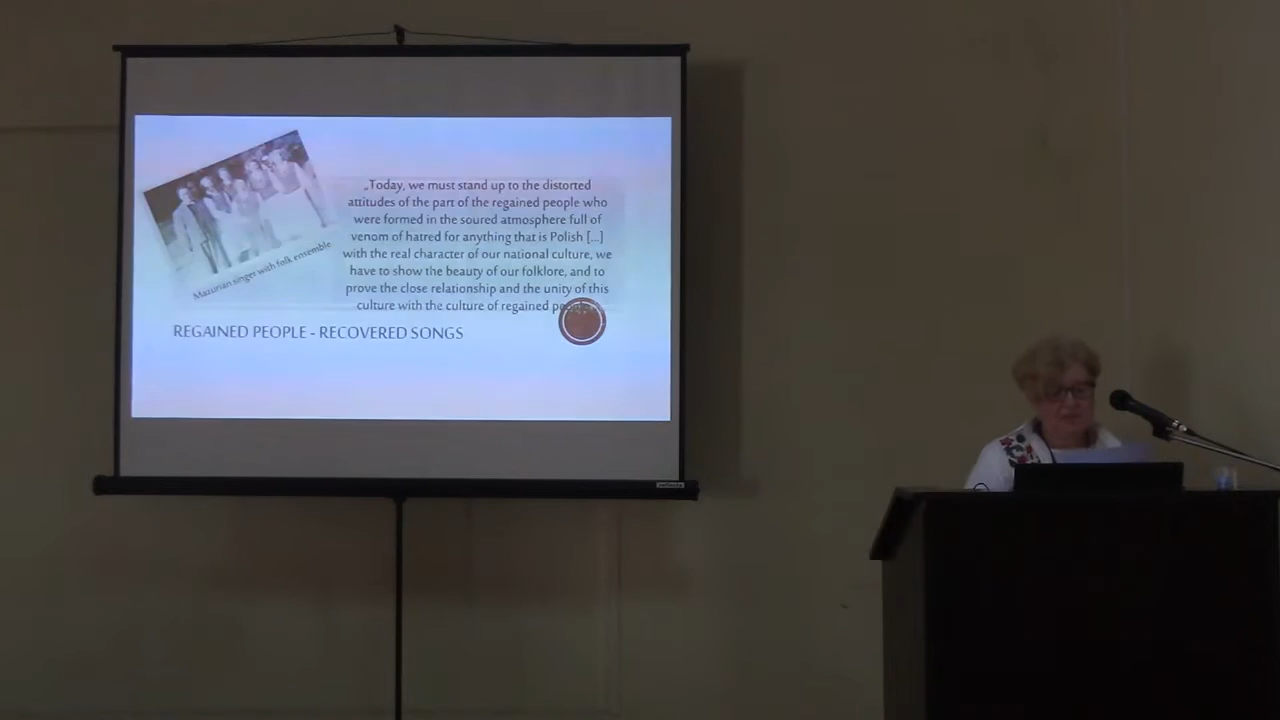 „Today, we must stand up to the distorted
attitudes of the part of the regained people who
were formed in the soured atmosphere full of
venom of hatred for anything that is Polish [...]
with the real character of our national culture, we
have to show the beauty of our folklore, and to
prove the close relationship and the unity of this
culture with the culture of regained
Mazurian singer with folk ensemble
REGAINED PEOPLE - RECOVERED SONGS